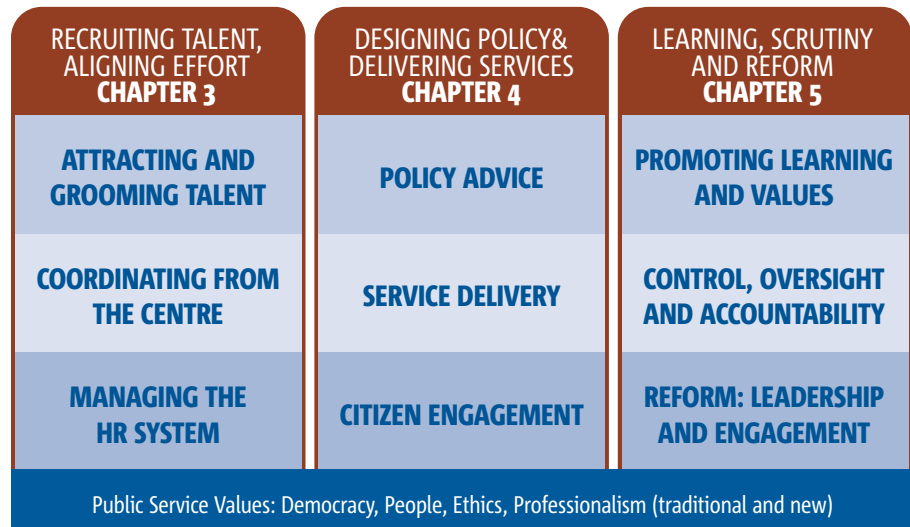 RECRUITING TALENT,
ALIGNING EFFORT
CHAPTER 3
ATTRACTING AND
GROOMING TALENT
COORDINATING FROM
THE CENTRE
MANAGING THE
HR SYSTEM
DESIGNING POLICY&
DELIVERING SERVICES
CHAPTER 4
POLICY ADVICE
SERVICE DELIVERY
CITIZEN ENGAGEMENT
LEARNING, SCRUTINY
AND REFORM
CHAPTER 5
PROMOTING LEARNING
AND VALUES
CONTROL, OVERSIGHT
AND ACCOUNTABILITY
REFORM: LEADERSHIP
AND ENGAGEMENT
Public Service Values: Democracy, People, Ethics, Professionalism (traditional and new)